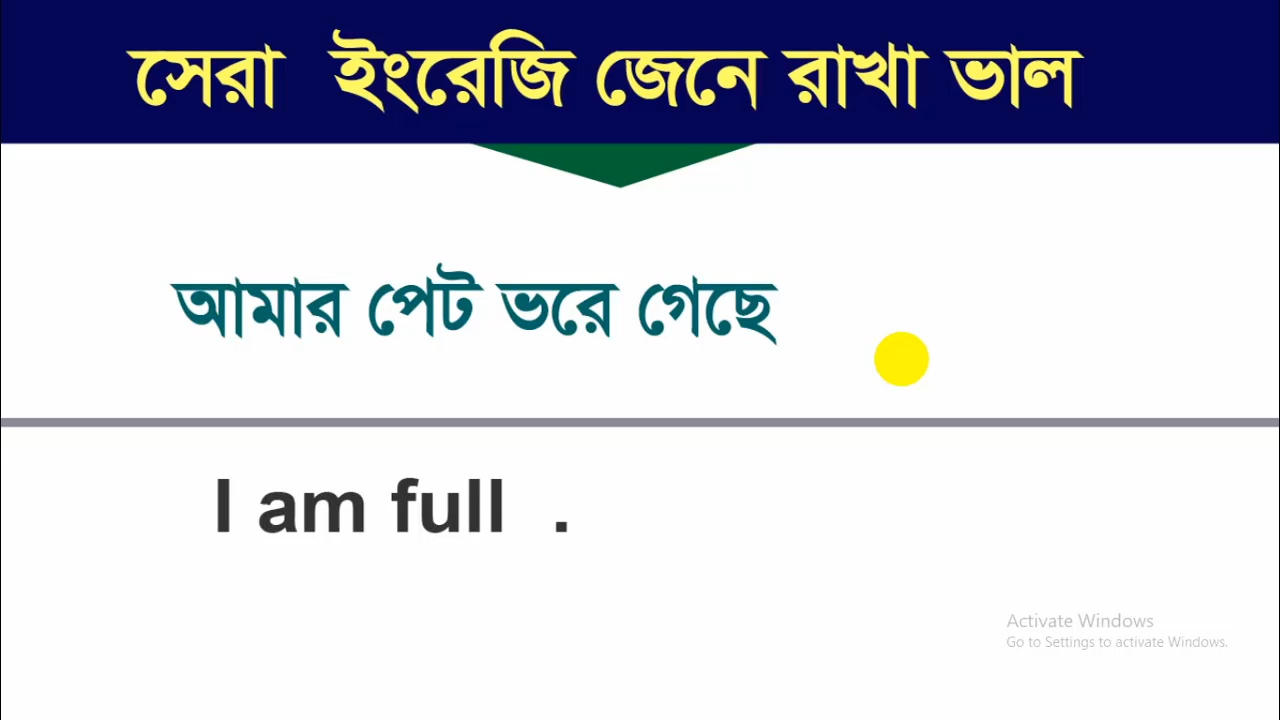 সেরা ইংরেজি জেনে রাখা ভাল
আমার পেট ভরে গেছে
I am full .
Activate Windows
Go to Settings to activate Windows.